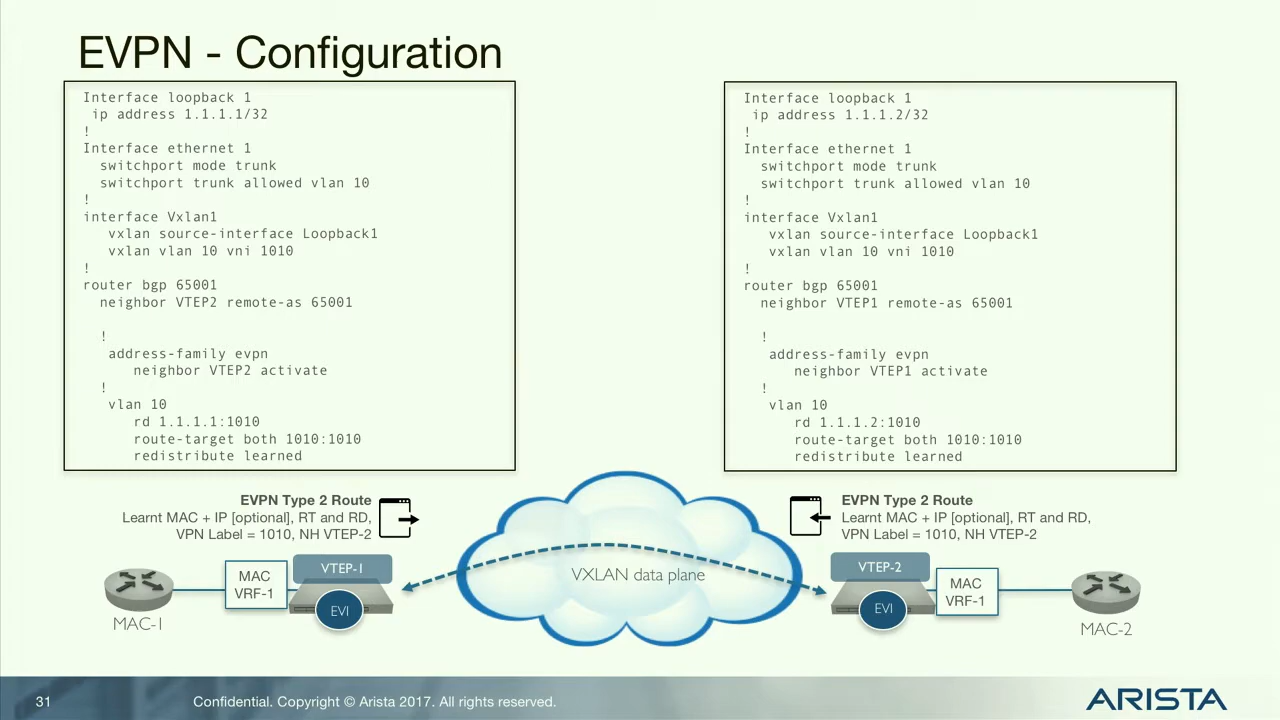 EVPN - Configuration
Interface loopback 1
ip address 1.1.1.1/32
!
Interface ethernet 1
switchport mode trunk
switchport trunk allowed vlan 10
!
interface Vxlan1
vxlan source-interface Loopback1
vxlan vlan 10 vni 1010
!
router bgp 65001
neighbor VTEP2 remote-as 65001
!
address-family evpn
neighbor VTEP2 activate
!
vlan 10
rd 1.1.1.1:1010
route-target both 1010:1010
redistribute learned
Interface loopback 1
ip address 1.1.1.2/32
!
Interface ethernet 1
switchport mode trunk
switchport trunk allowed vlan 10
!
interface Vxlan1
vxlan source-interface Loopback1
vxlan vlan 10 vni 1010
!
router bgp 65001
neighbor VTEP1 remote-as 65001
!
address-family evpn
neighbor VTEP1 activate
!
vlan 10
rd 1.1.1.2:1010
route-target both 1010:1010
redistribute learned
EVPN Type 2 Route
Learnt MAC + IP [optional], RT and RD,
VPN Label = 1010, NH VTEP-2
EVPN Type 2 Route
Learnt MAC + IP [optional], RT and RD,
VPN Label = 1010, NH VTEP-2
MAC-1
MAC
VRF-1
VTEP-1
EVI
VXLAN data plane
VTEP-2
EVI
MAC
VRF-1
MAC-2
31
Confidential. Copyright © Arista 2017. All rights reserved.
ARISTA